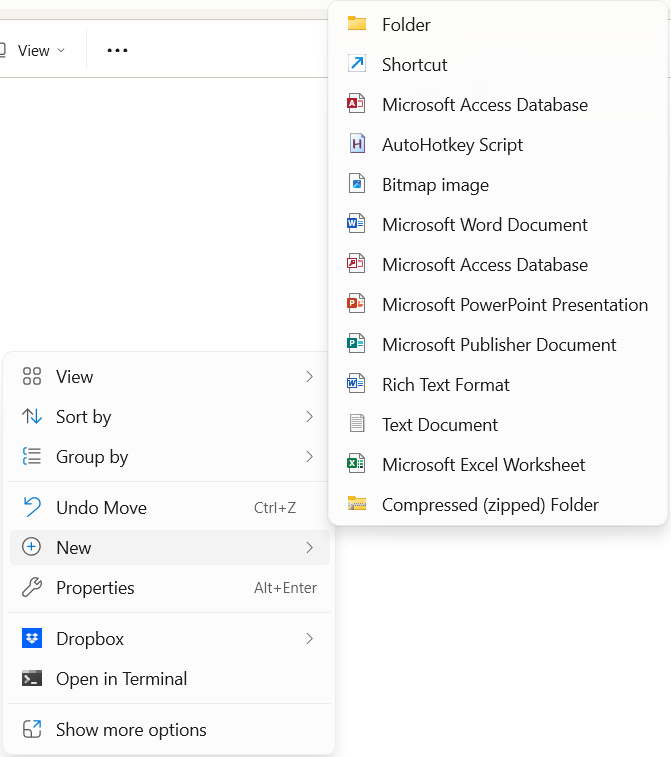 View
•••
Folder
Shortcut
Microsoft Access Database
AutoHotkey Script
Bitmap image
Microsoft Word Document
Microsoft Access Database
Microsoft PowerPoint Presentation
Microsoft Publisher Document
Rich Text Format
Text Document
Microsoft Excel Worksheet
Compressed (zipped) Folder
View
Sort by
Group by
Undo Move Ctrl+Z
New
Properties Alt+Enter
Dropbox
Open in Terminal
Show more options